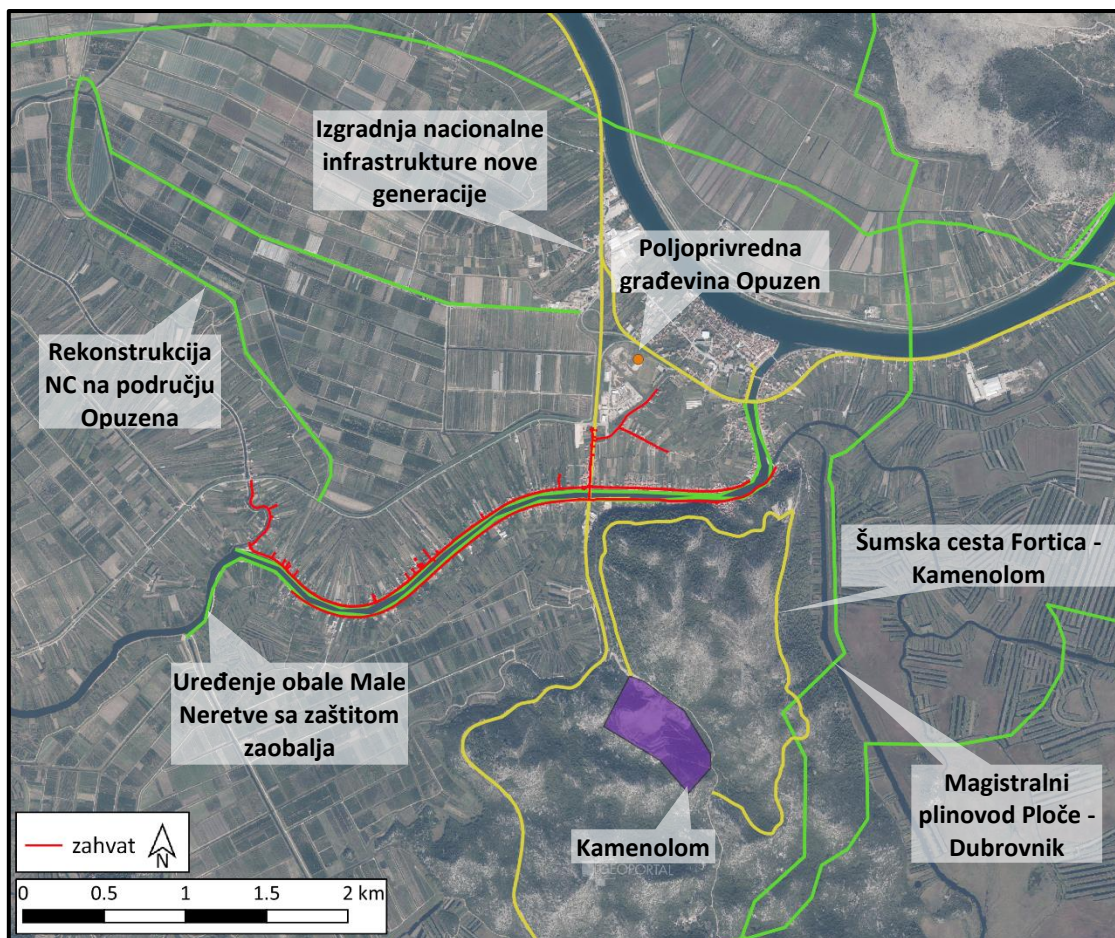 Izgradnja nacionalne
infrastrukture nove
generacije
Poljoprivredna
građevina Opuzen
Rekonstrukcija
NC na području
Opuzena
Šumska cesta Fortica -
Kamenolom
Uređenje obale Male
Neretve sa zaštitom
zaobalja
Magistralni
plinovod Ploče -
Dubrovnik
Kamenolom
GEOPORTAL
zahvat
N
0 0.5 1 1.5 2 km